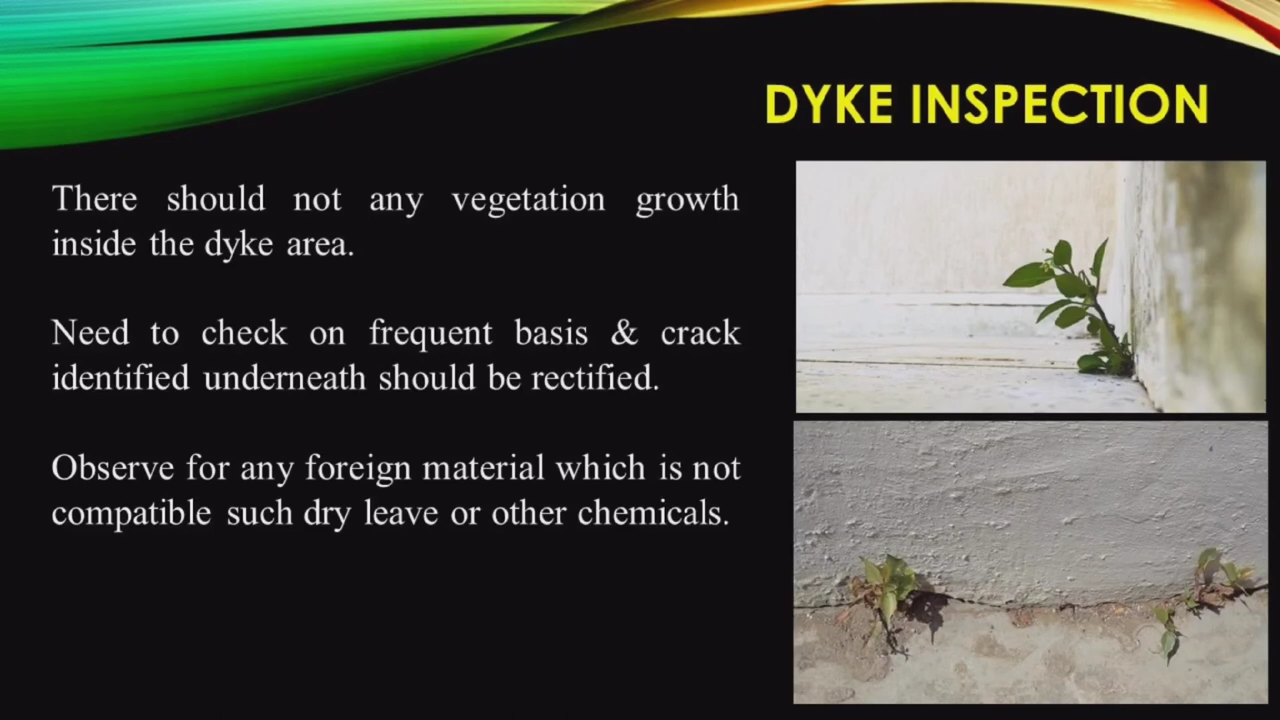 DYKE INSPECTION
There should not any vegetation growth
inside the dyke area.
Need to check on frequent basis & crack
identified underneath should be rectified.
Observe for any foreign material which is not
compatible such dry leave or other chemicals.